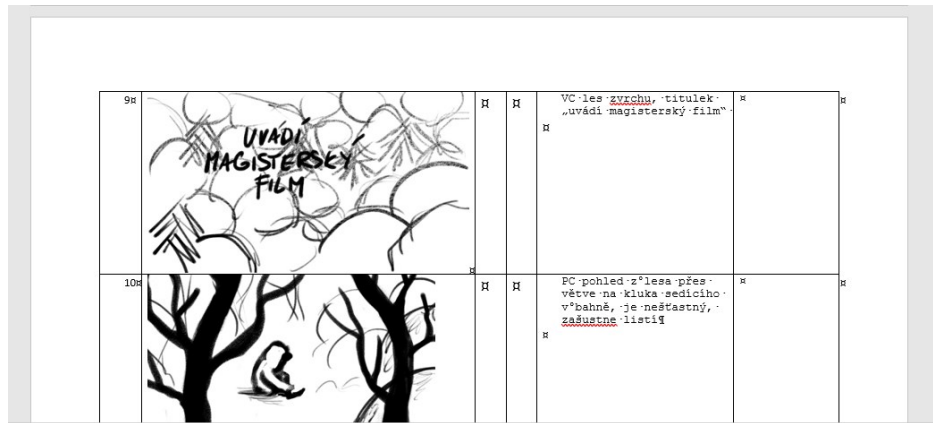 9¤
UVÁDÍ
MAGISTERSKÝ
FILM
¤
¤
¤
VC·les·zvrchu,·titulek·
„uvádí·magisterský·film“·
¤
¤
¤
10¤
¤
¤
PC·pohled·z°lesa·přes·
větve·na·kluka·sedícího·
v°bahně,·je·nešťastný,·
zašustne·listí¶
¤
¤
¤